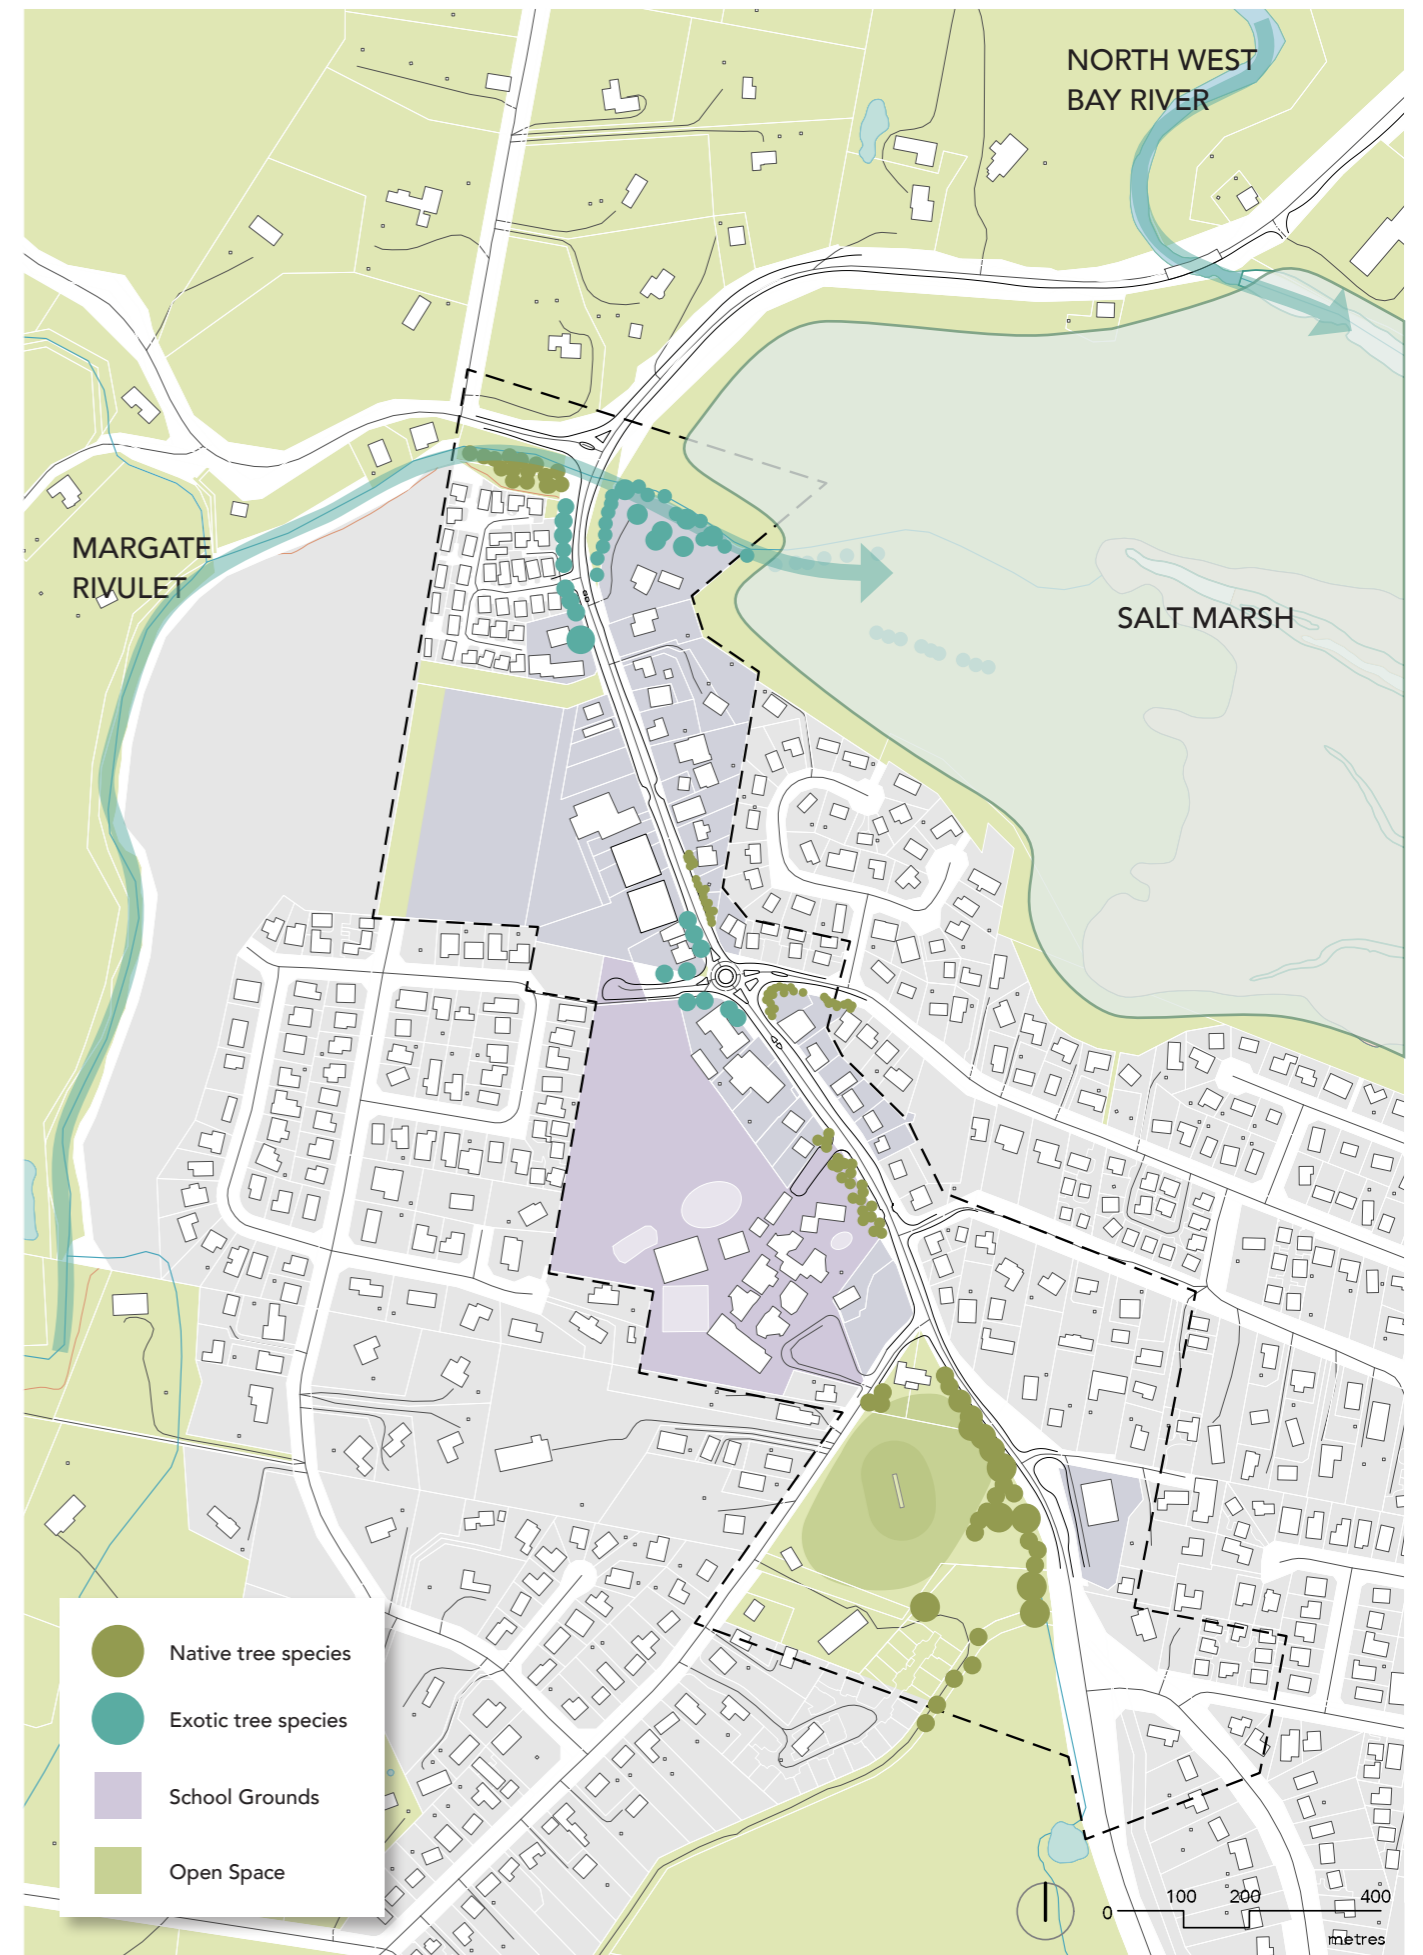 NORTH WEST
BAY RIVER
MARGATE
RIVULET
SALT MARSH
Native tree species
Exotic tree species
School Grounds
Open Space
0 100 200 400
metres